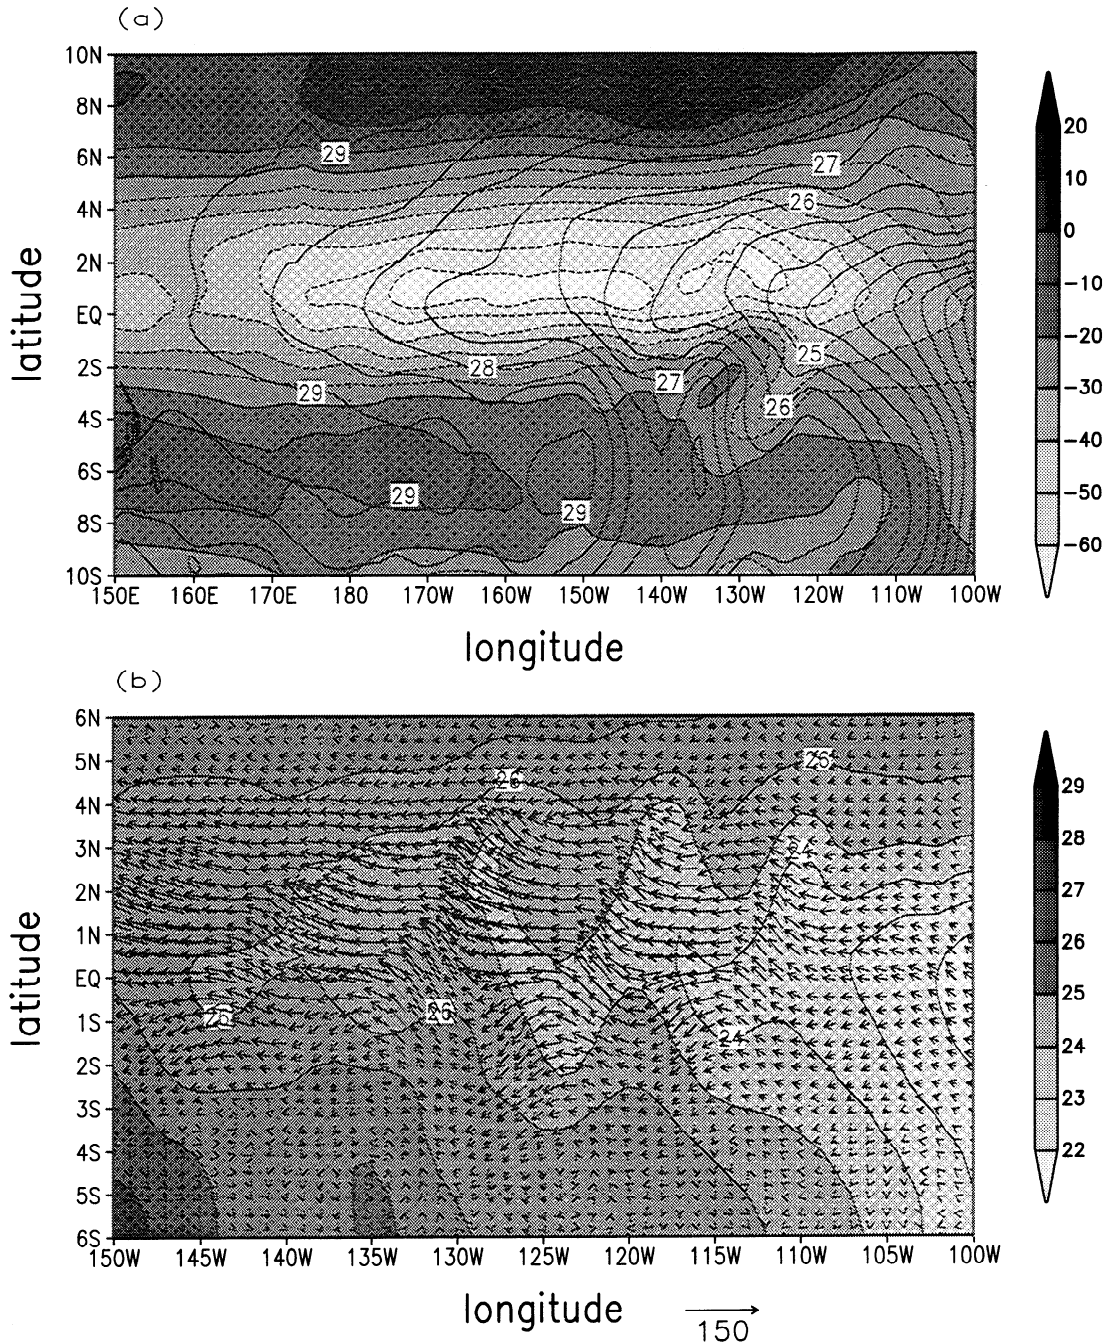 (a)
10N
8N
6N
4N
2N
EQ
2S
4S
6S
8S
10S
latitude
29
27
26
28
25
27
29
26
29
29
150E 160E 170E 180 170W 160W 150W 140W 130W 120W 110W 100W
longitude
20
10
0
-10
-20
-30
-40
-50
-60
(b)
6N
5N
4N
3N
2N
1N
EQ
1S
2S
3S
4S
5S
6S
latitude
26
26
24
26
24
150W 145W 140W 135W 130W 125W 120W 115W 110W 105W 100W
longitude
150
29
28
27
26
25
24
23
22